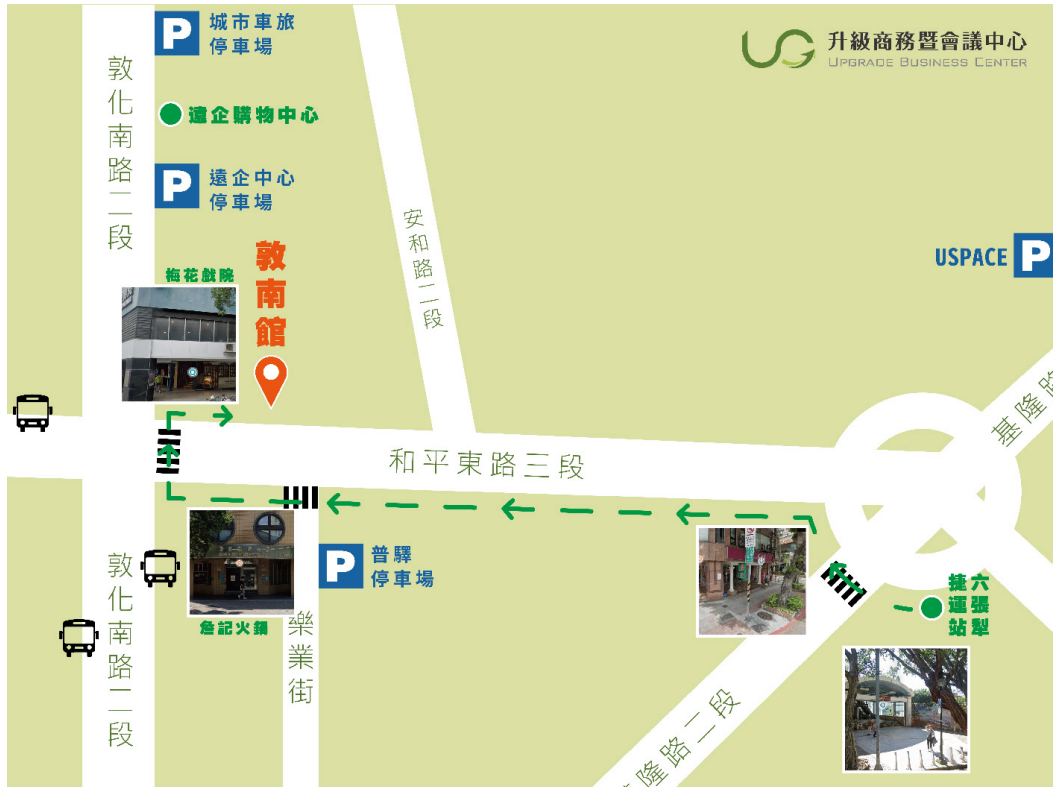 升級商務暨會議中心
UPGRADE BUSINESS CENTER
P
城市車旅
停車場
敦化南路二段
遠企購物中心
P
遠企中心
停車場
安和路二段
USPACE
P
梅花戲院
敦南館
基隆路
和平東路三段
P
普驛
停車場
敦化南路二段
詹記火鍋
樂業街
六張犁
捷運站
基隆路二段